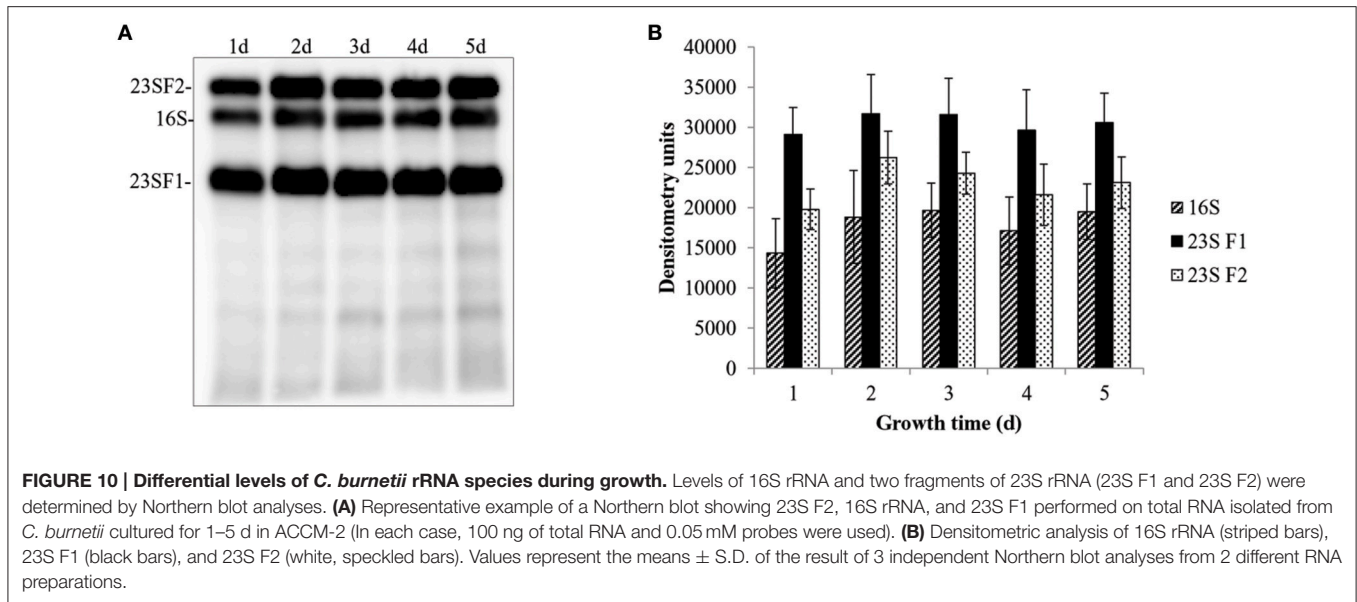 A
1d 2d 3d 4d 5d
23SF2-
16S-
23SF1-
B
40000
35000
30000
25000
20000
15000
10000
5000
0
Densitometry units
1 2 3 4 5
Growth time (d)
16S
23S F1
23S F2
FIGURE 10 | Differential levels of C. burnetii rRNA species during growth. Levels of 16S rRNA and two fragments of 23S rRNA (23S F1 and 23S F2) were
determined by Northern blot analyses. (A) Representative example of a Northern blot showing 23S F2, 16S rRNA, and 23S F1 performed on total RNA isolated from
C. burnetii cultured for 1–5 d in ACCM-2 (In each case, 100 ng of total RNA and 0.05 mM probes were used). (B) Densitometric analysis of 16S rRNA (striped bars),
23S F1 (black bars), and 23S F2 (white, speckled bars). Values represent the means ± S.D. of the result of 3 independent Northern blot analyses from 2 different RNA
preparations.